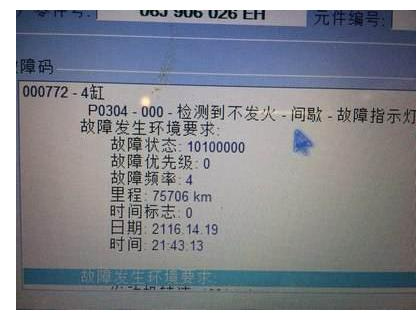 零件号: 06J 906 026 EH 元件编号:
故障码
000772 - 4缸
P0304 - 000 - 检测到不发火 - 间歇 - 故障指示灯
故障发生环境要求:
故障状态: 10100000
故障优先级: 0
故障频率: 4
里程: 75706 km
时间标志: 0
日期: 2116.14.19
时间: 21:43:13
故障发生环境要求: